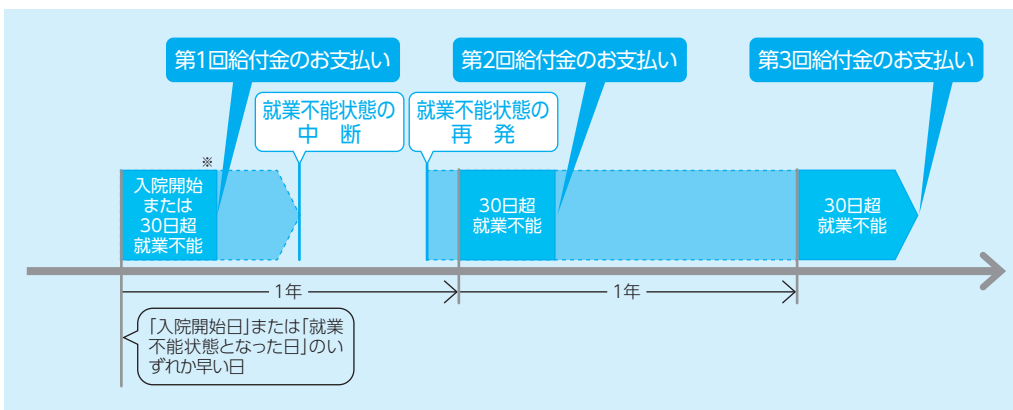 第1回給付金のお支払い
第2回給付金のお支払い
第3回給付金のお支払い
就業不能状態の
中 断
就業不能状態の
再 発
※
入院開始
または
30日超
就業不能
30日超
就業不能
30日超
就業不能
1年
1年
「入院開始日」または「就業
不能状態となった日」のい
ずれか早い日